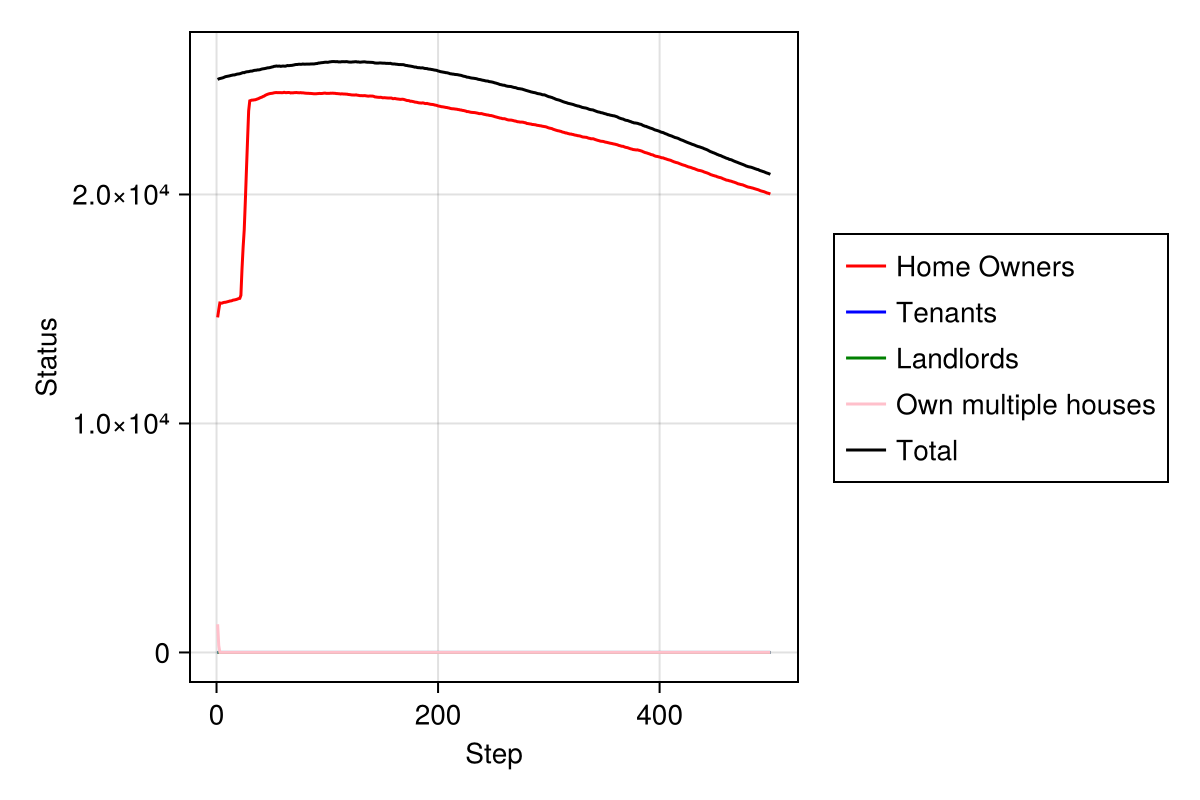 Status
2.0×10⁴
1.0×10⁴
0
0
200
400
Step
Home Owners
Tenants
Landlords
Own multiple houses
Total